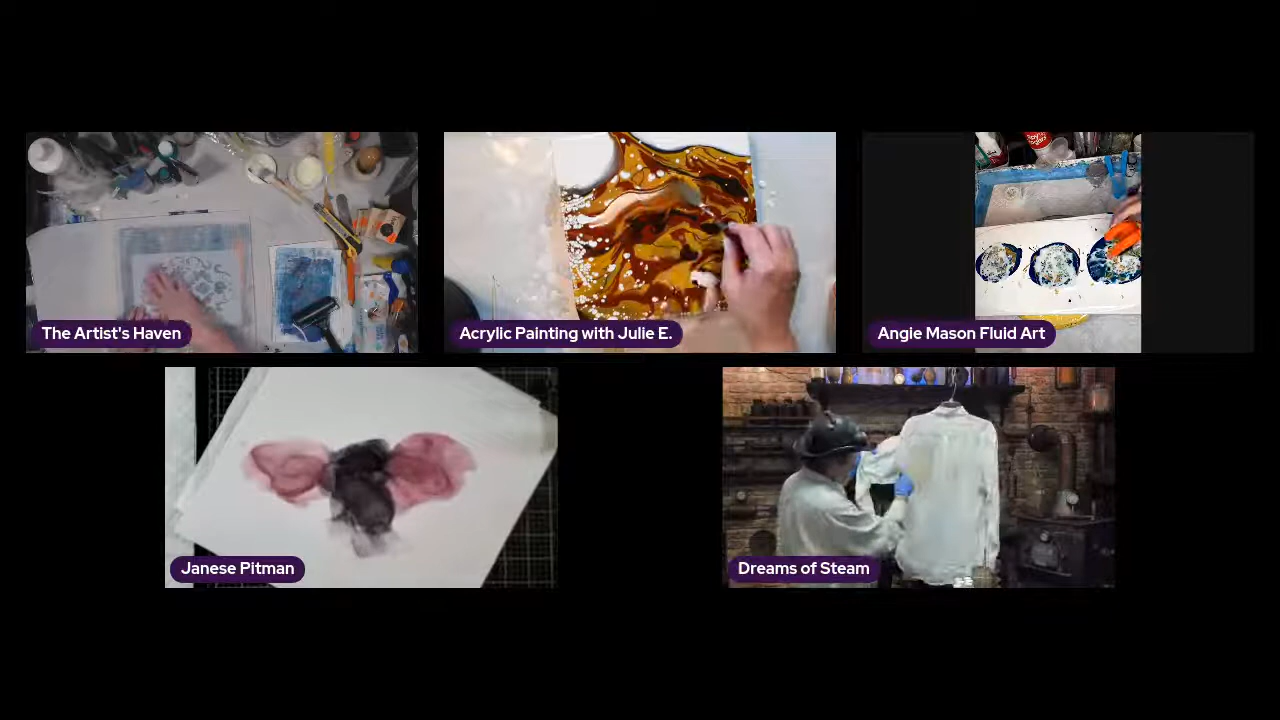 The Artist's Haven
Acrylic Painting with Julie E.
Angie Mason Fluid Art
Janese Pitman
Dreams of Steam